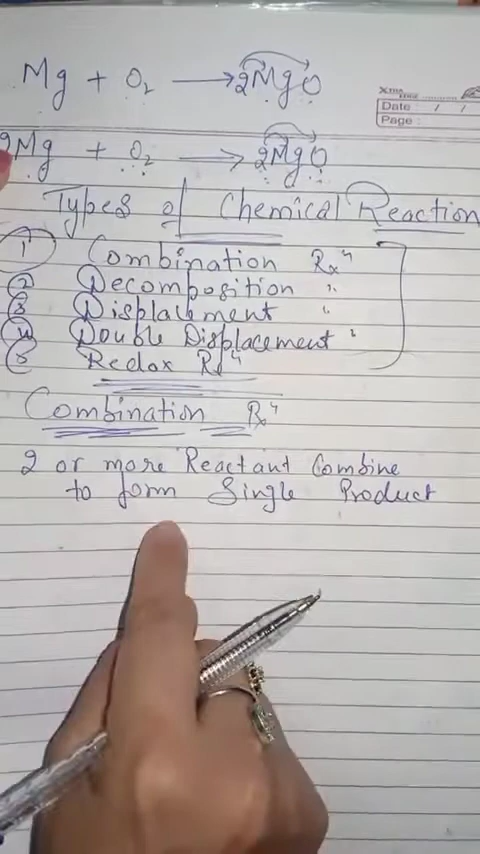 Mg + O₂ → 2MgO
Date : / /
Page :
2Mg + O₂ → 2MgO
Types of Chemical Reaction
1 Combination Rxⁿ
2 Decomposition "
3 Displacement "
4 Double Displacement "
5 Redox Rxⁿ
Combination Rxⁿ
2 or more Reactant Combine
to form Single Product